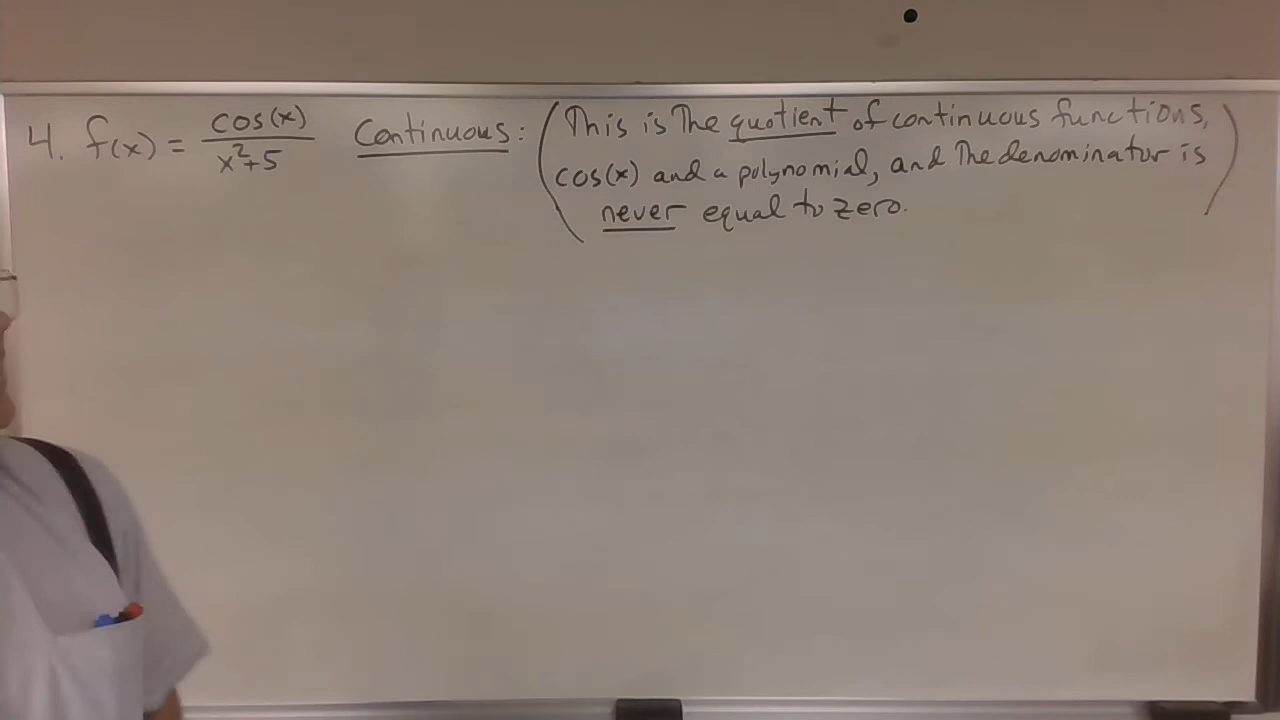 4. f(x) = cos(x) / x²+5 Continuous: (This is The quotient of continuous functions,
cos(x) and a polynomial, and The denominator is
never equal to zero.)